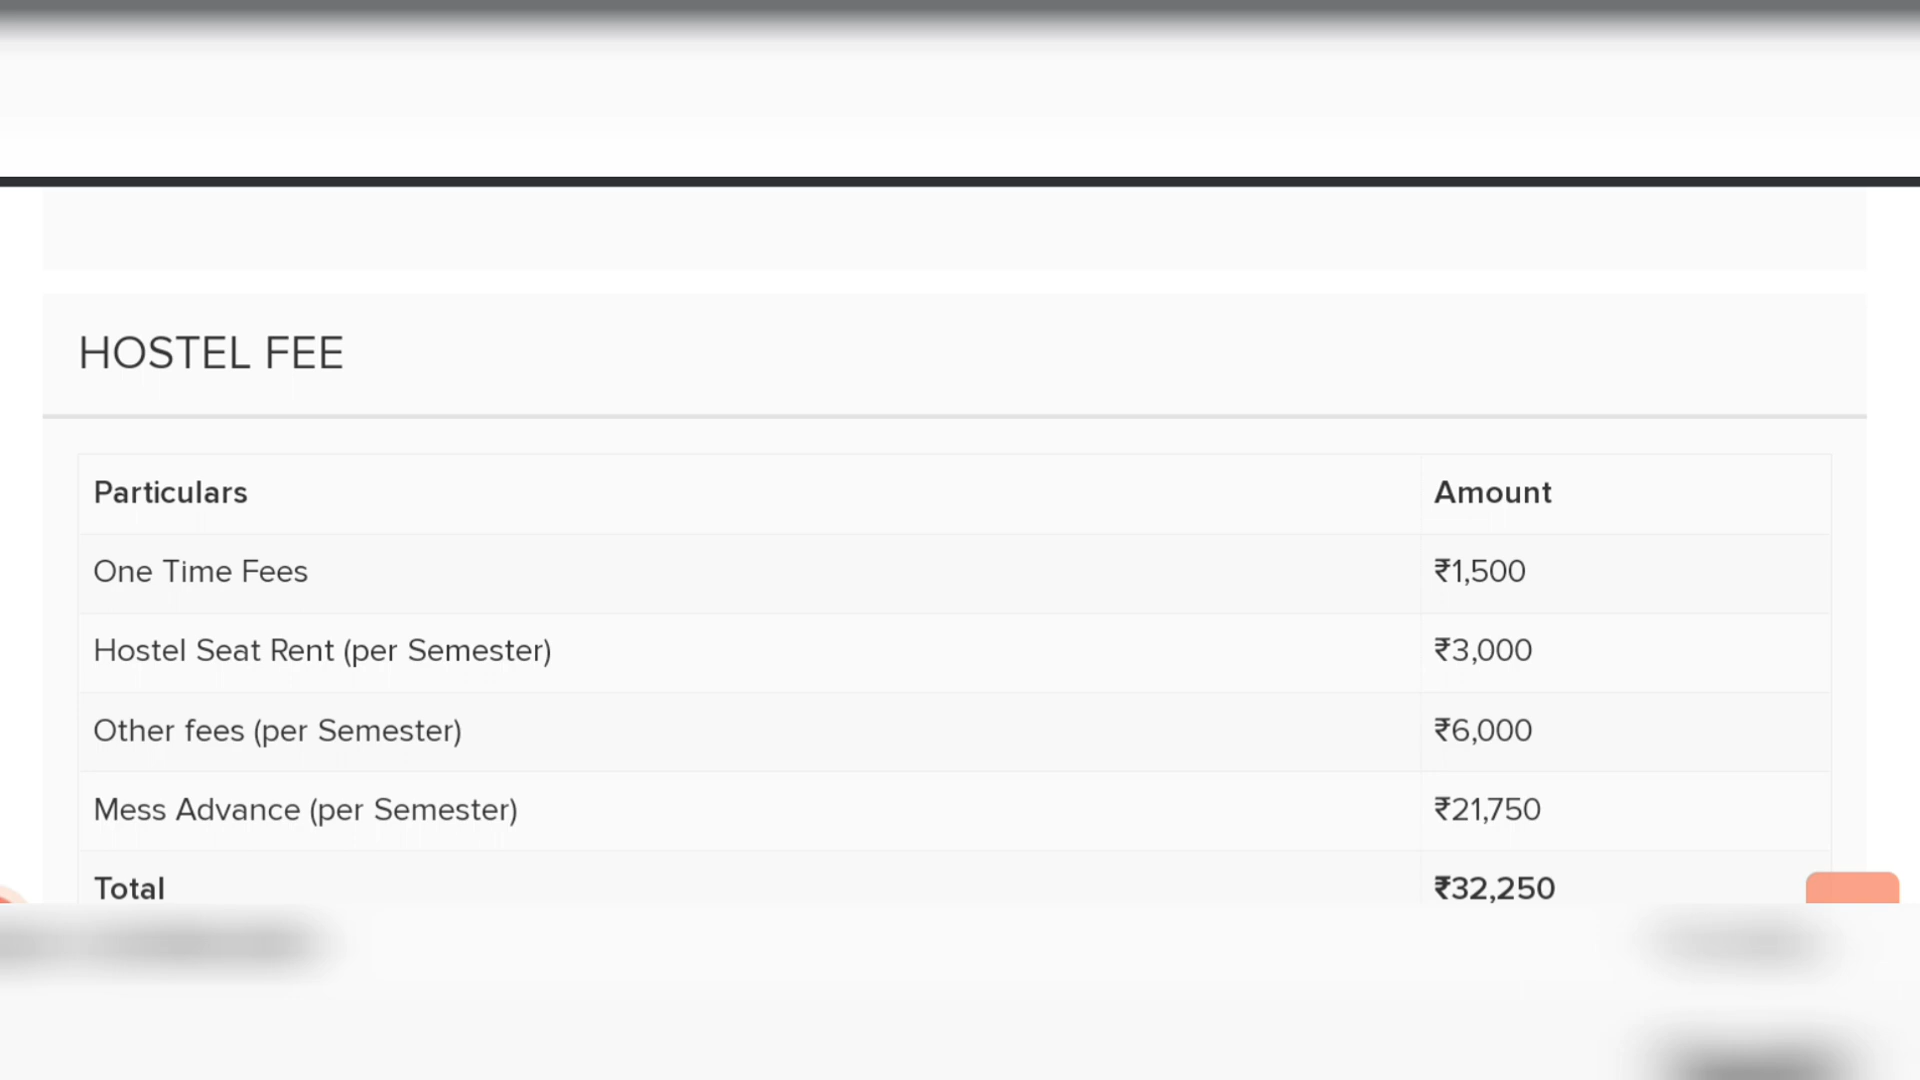 HOSTEL FEE
Particulars Amount
One Time Fees ₹1,500
Hostel Seat Rent (per Semester) ₹3,000
Other fees (per Semester) ₹6,000
Mess Advance (per Semester) ₹21,750
Total ₹32,250